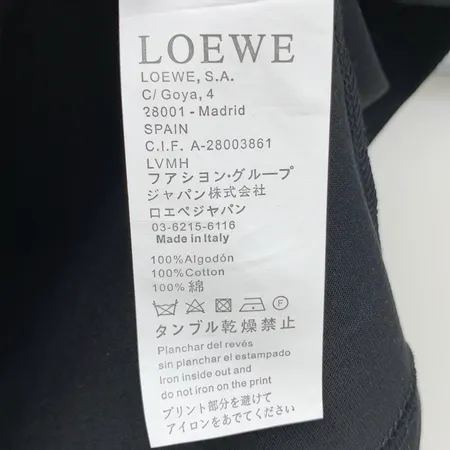 LOEWE
LOEWE, S.A.
C/ Goya, 4
28001 - Madrid
SPAIN
C.I.F. A-28003861
LVMH
フアシヨン・グループ
ジャパン株式会社
ロエペジャパン
03-6215-6116
Made in Italy
100%Algodón
100%Cotton
100%綿
F
タンブル乾燥禁止
Planchar del revés
sin planchar el estampado
Iron inside out and
do not iron on the print
プリント部分を避けて
アイロンをあでてください